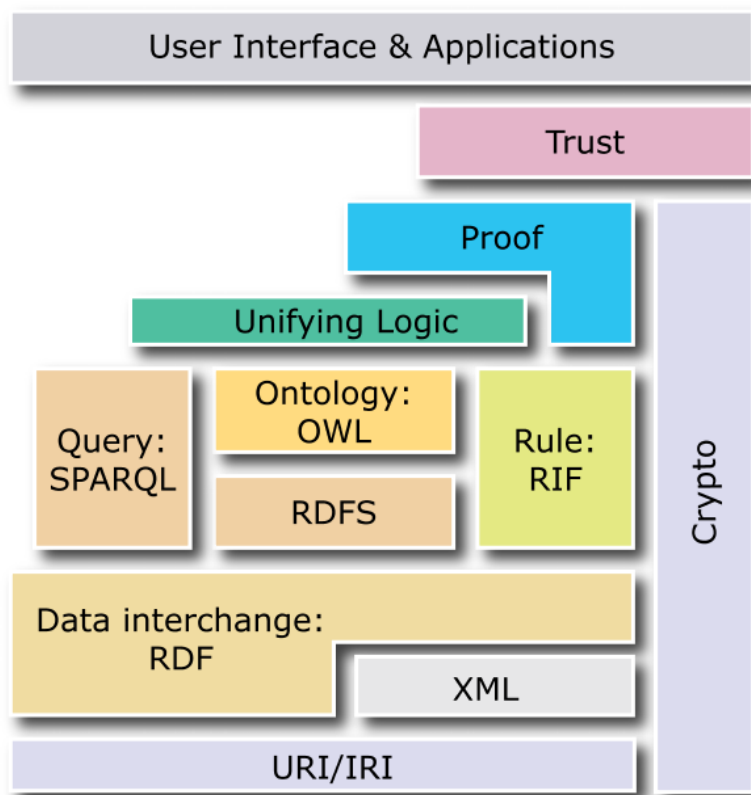 User Interface & Applications
Trust
Proof
Unifying Logic
Query:
SPARQL
Ontology:
OWL
RDFS
Rule:
RIF
Crypto
Data interchange:
RDF
XML
URI/IRI